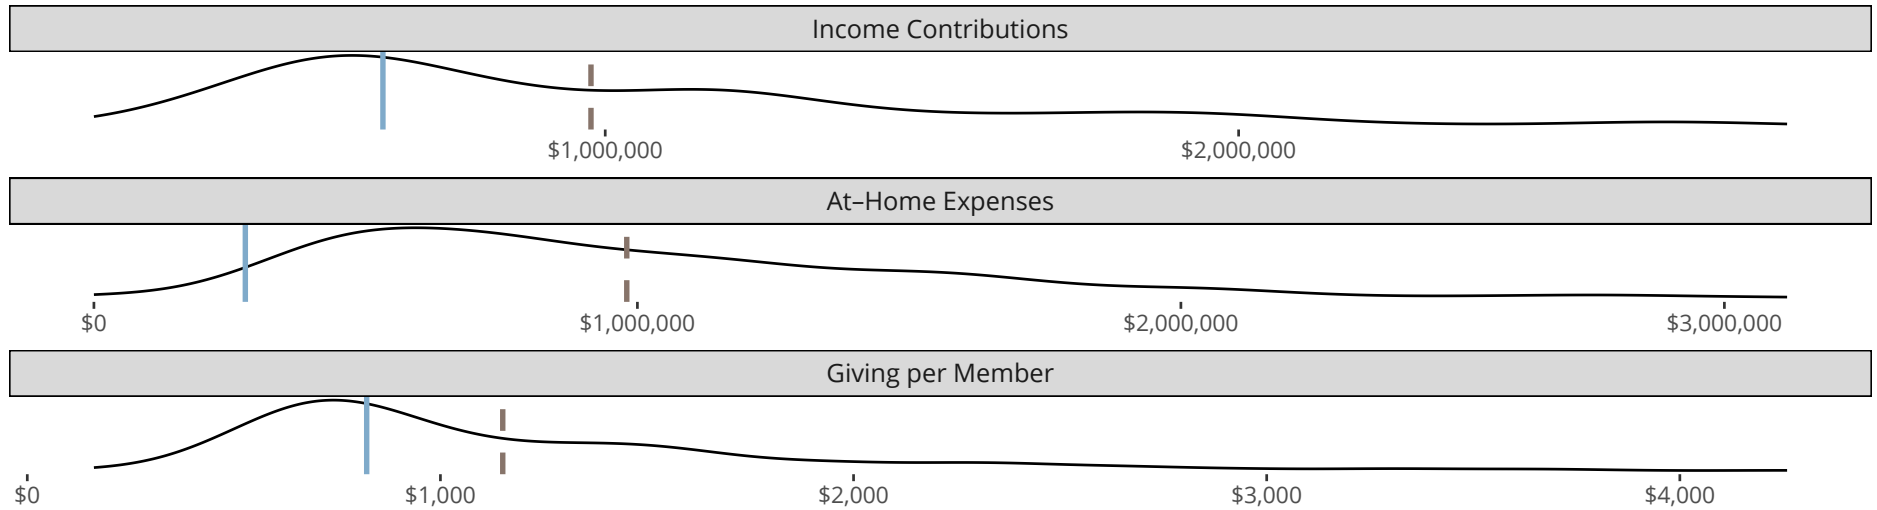 Income Contributions
$1,000,000 $2,000,000
At–Home Expenses
$0 $1,000,000 $2,000,000 $3,000,000
Giving per Member
$0 $1,000 $2,000 $3,000 $4,000